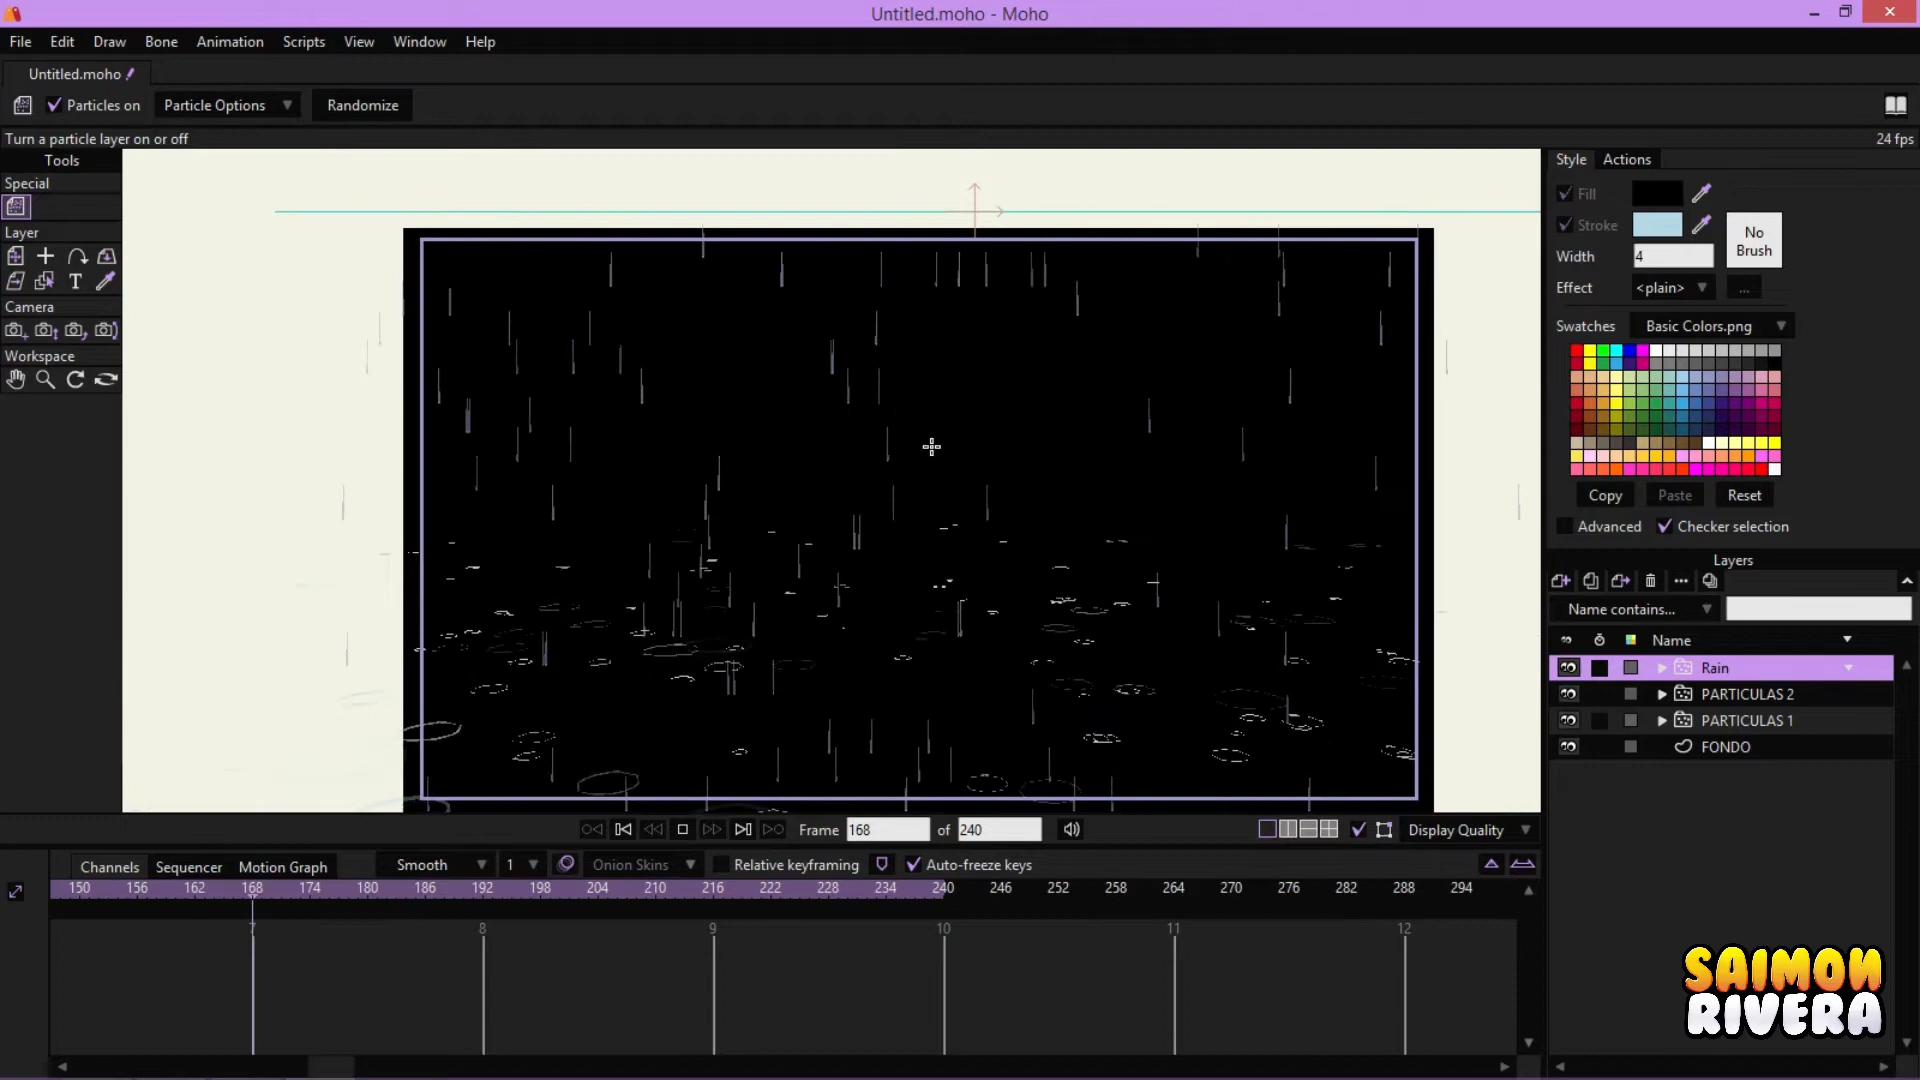 Untitled.moho - Moho
File Edit Draw Bone Animation Scripts View Window Help
Untitled.moho
Particles on Particle Options Randomize
Turn a particle layer on or off 24 fps
Tools
Special
Layer
T
Camera
Workspace
Style Actions
Fill
Stroke
No
Brush
Width 4
Effect <plain> ...
Swatches Basic Colors.png
Copy Paste Reset
Advanced Checker selection
Layers
Name contains...
Name
Rain
PARTICULAS 2
PARTICULAS 1
FONDO
Frame 168 of 240 Display Quality
Channels Sequencer Motion Graph Smooth 1 Onion Skins Relative keyframing Auto-freeze keys
150 156 162 168 174 180 186 192 198 204 210 216 222 228 234 240 246 252 258 264 270 276 282 288 294
7 8 9 10 11 12
SAIMON
RIVERA